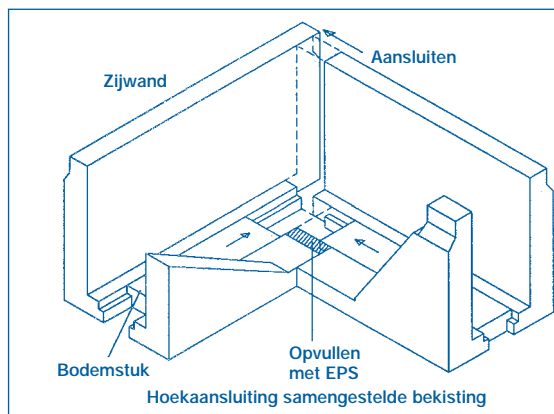 Aansluiten
Zijwand
Bodemstuk
Opvullen
met EPS
Hoekaansluiting samengestelde bekisting